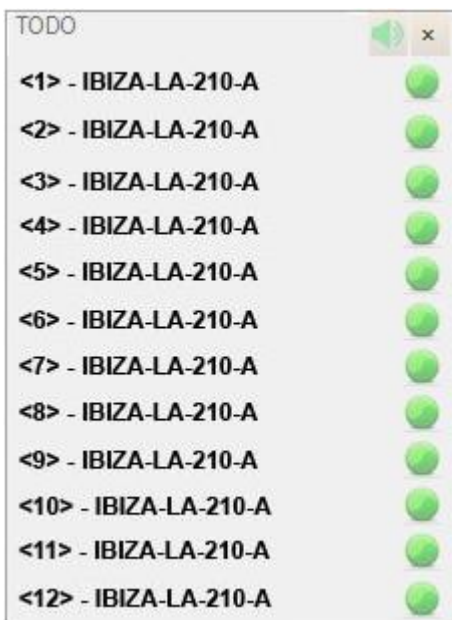 TODO
<1> - IBIZA-LA-210-A
<2> - IBIZA-LA-210-A
<3> - IBIZA-LA-210-A
<4> - IBIZA-LA-210-A
<5> - IBIZA-LA-210-A
<6> - IBIZA-LA-210-A
<7> - IBIZA-LA-210-A
<8> - IBIZA-LA-210-A
<9> - IBIZA-LA-210-A
<10> - IBIZA-LA-210-A
<11> - IBIZA-LA-210-A
<12> - IBIZA-LA-210-A